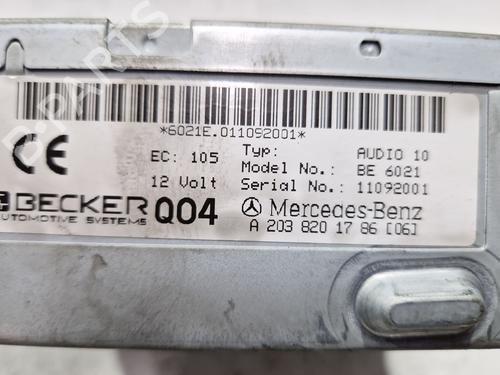 *6021E.011092001*
EC: 105 Typ: AUDIO 10
Model No.: BE 6021
12 Volt Serial No.: 11092001
BECKER Q04 Mercedes-Benz
AUTOMOTIVE SYSTEMS A 203 820 17 86 [06]
CE
PARTS